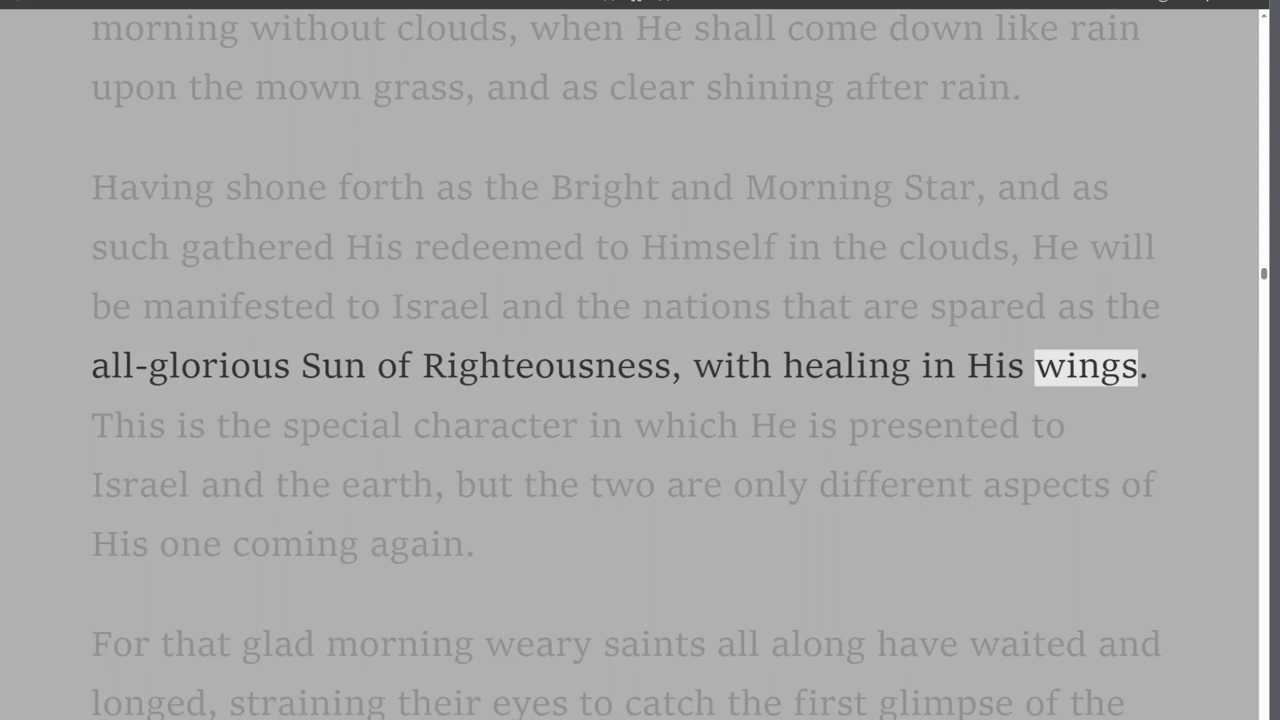 morning without clouds, when He shall come down like rain
upon the mown grass, and as clear shining after rain.
Having shone forth as the Bright and Morning Star, and as
such gathered His redeemed to Himself in the clouds, He will
be manifested to Israel and the nations that are spared as the
all-glorious Sun of Righteousness, with healing in His wings.
This is the special character in which He is presented to
Israel and the earth, but the two are only different aspects of
His one coming again.
For that glad morning weary saints all along have waited and
longed, straining their eyes to catch the first glimpse of the